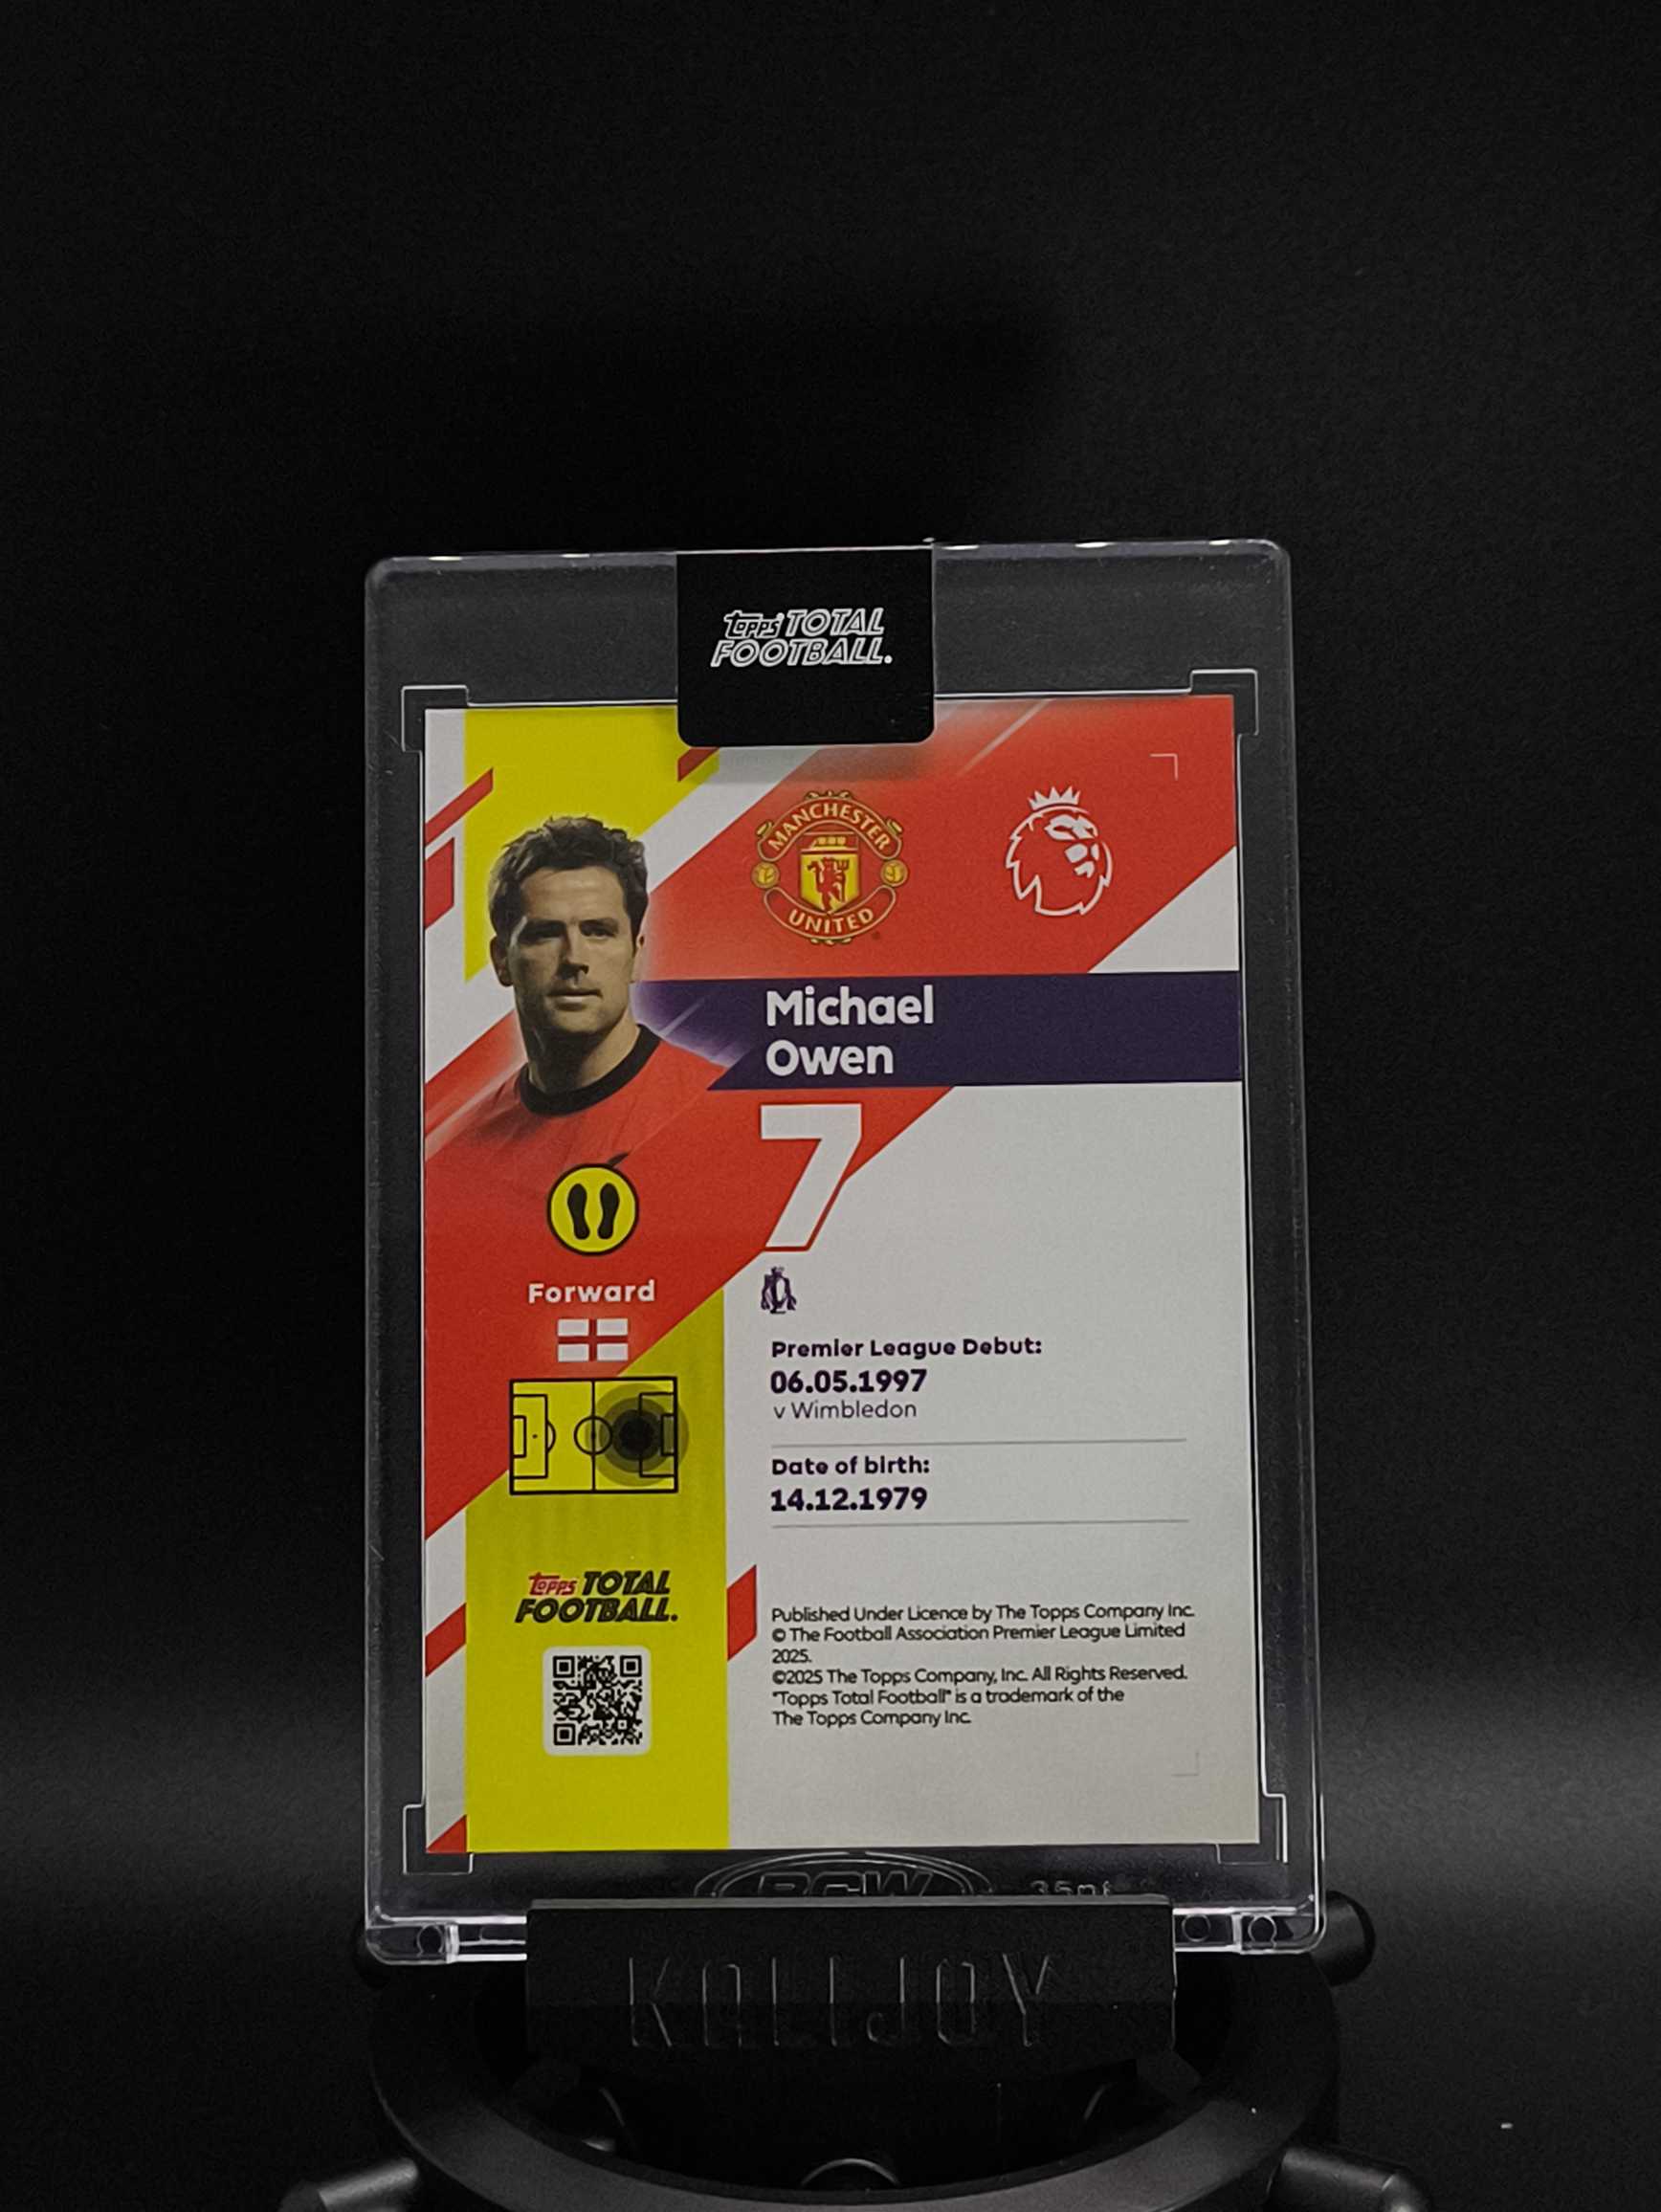 topps TOTAL
FOOTBALL.
MANCHESTER
UNITED
Michael
Owen
7
Forward
Premier League Debut:
06.05.1997
v Wimbledon
Date of birth:
14.12.1979
topps TOTAL
FOOTBALL.
Published Under Licence by The Topps Company Inc.
© The Football Association Premier League Limited
2025.
©2025 The Topps Company, Inc. All Rights Reserved.
"Topps Total Football" is a trademark of the
The Topps Company Inc.
BCW 35pt
KALIJOY